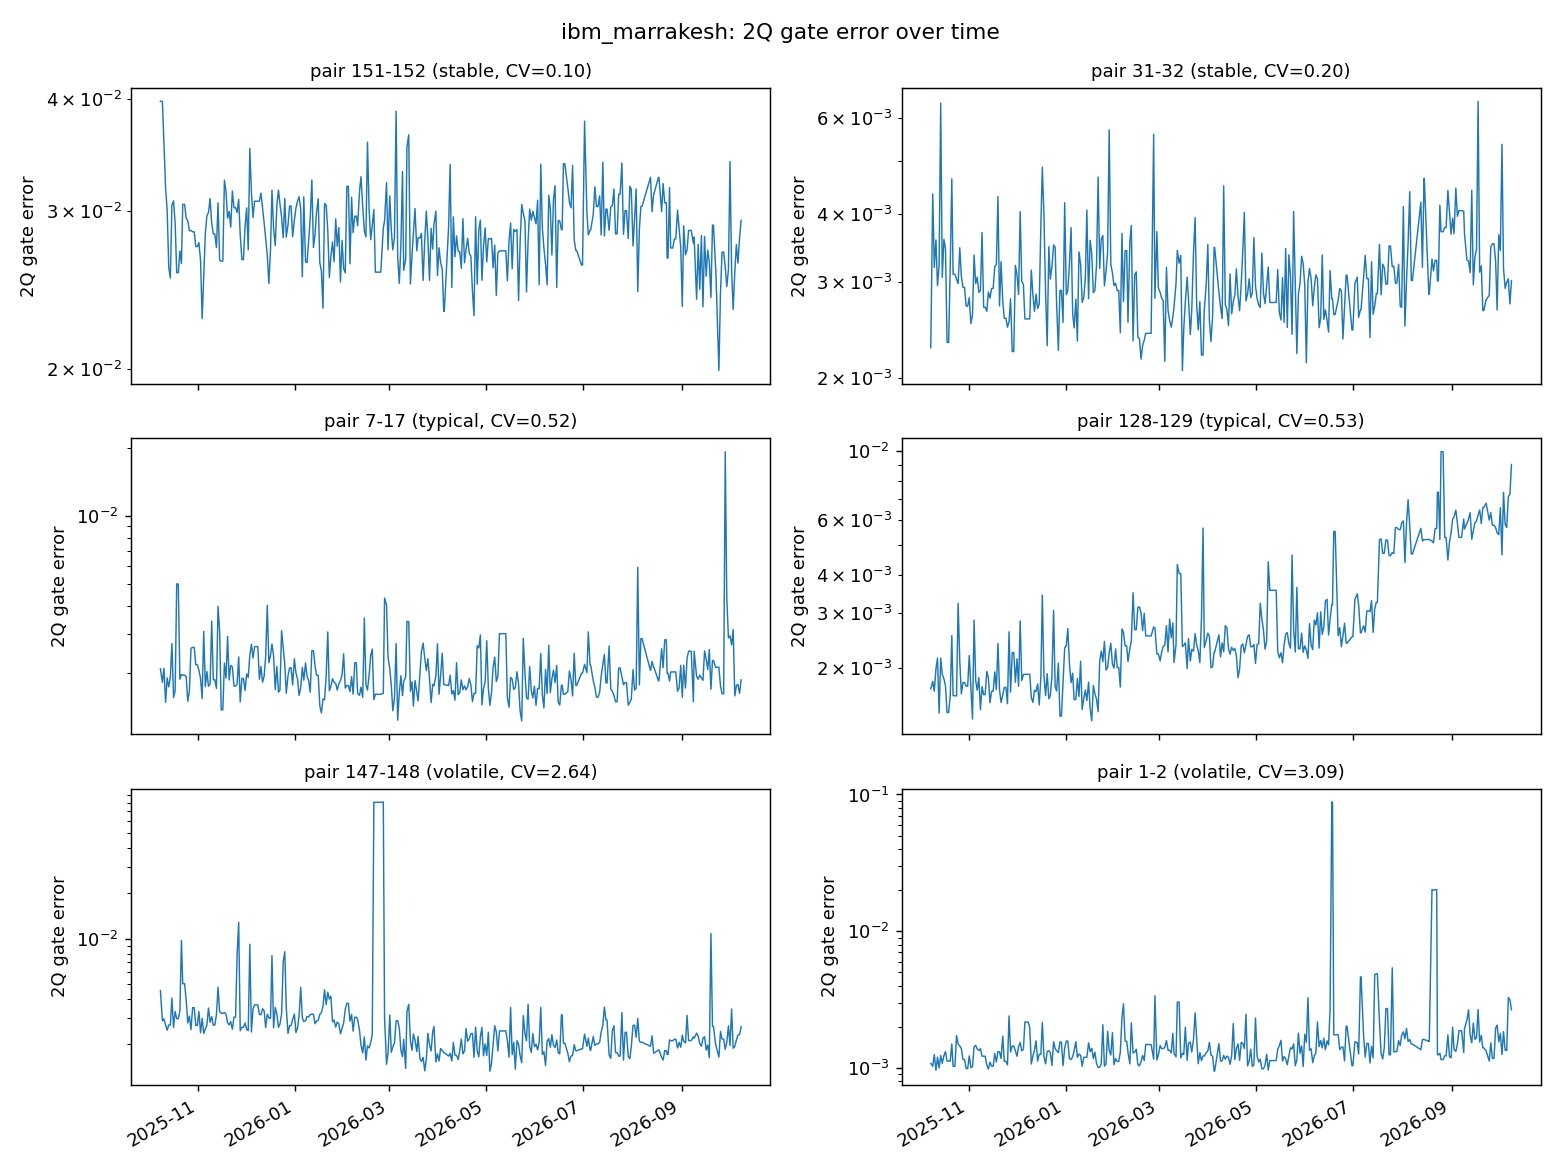 ibm_marrakesh: 2Q gate error over time
pair 151-152 (stable, CV=0.10)
2Q gate error
4 × 10⁻²
3 × 10⁻²
2 × 10⁻²
pair 31-32 (stable, CV=0.20)
2Q gate error
6 × 10⁻³
4 × 10⁻³
3 × 10⁻³
2 × 10⁻³
pair 7-17 (typical, CV=0.52)
2Q gate error
10⁻²
pair 128-129 (typical, CV=0.53)
2Q gate error
10⁻²
6 × 10⁻³
4 × 10⁻³
3 × 10⁻³
2 × 10⁻³
pair 147-148 (volatile, CV=2.64)
2Q gate error
10⁻²
2025-11
2026-01
2026-03
2026-05
2026-07
2026-09
pair 1-2 (volatile, CV=3.09)
2Q gate error
10⁻¹
10⁻²
10⁻³
2025-11
2026-01
2026-03
2026-05
2026-07
2026-09